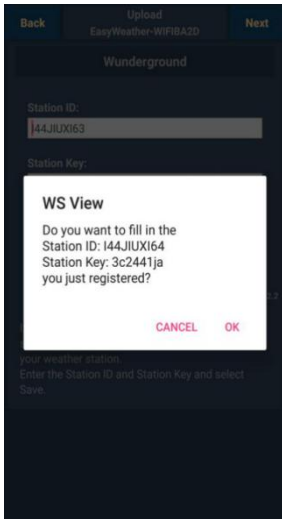 Back
Upload
Next
EasyWeather-WIFIBA2D
Wunderground
Station ID:
I44JIUXI63
Station Key:
WS View
Do you want to fill in the
Station ID: I44JIUXI64
Station Key: 3c2441ja
you just registered?
CANCEL OK
your weather station.
Enter the Station ID and Station Key and select
Save.